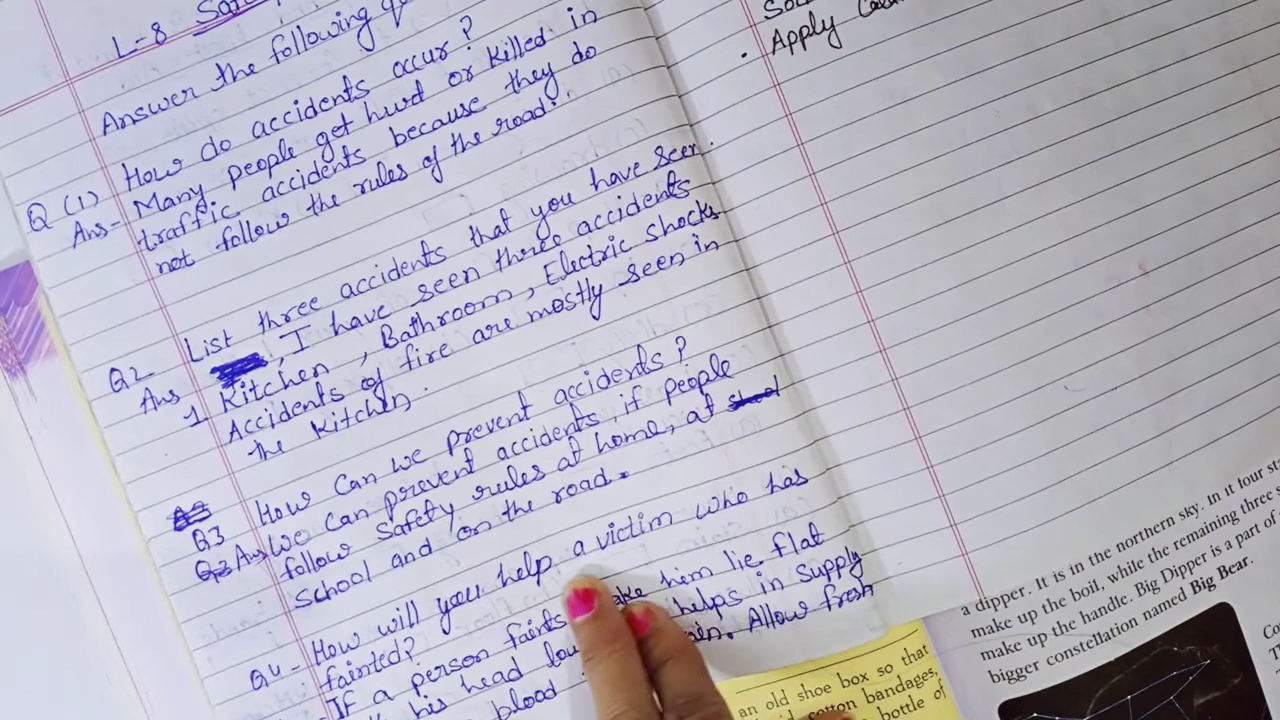 L-8
Answer the following
Q (1) How do accidents occur?
Ans- Many people get hurd or killed in
traffic accidents because they do
not follow the rules of the road.
Q2 List three accidents that you have seen.
Ans , I have seen three accidents
1 Kitchen, Bathroom, Electric shocks
Accidents of fire are mostly seen in
the Kitchen.
Q3 How can we prevent accidents?
Ans We can prevent accidents, if people
follow safety rules at home, at
School and on the road.
Q4- How will you help a victim who has
fainted?
If a person faints him lie flat
his head helps in supply
blood Allow fresh
Apply
an old shoe box so that
cotton bandages,
bottle of
a dipper. It is in the northern sky. In it four
make up the boil, while the remaining three
make up the handle. Big Dipper is a part of
bigger constellation named Big Bear.